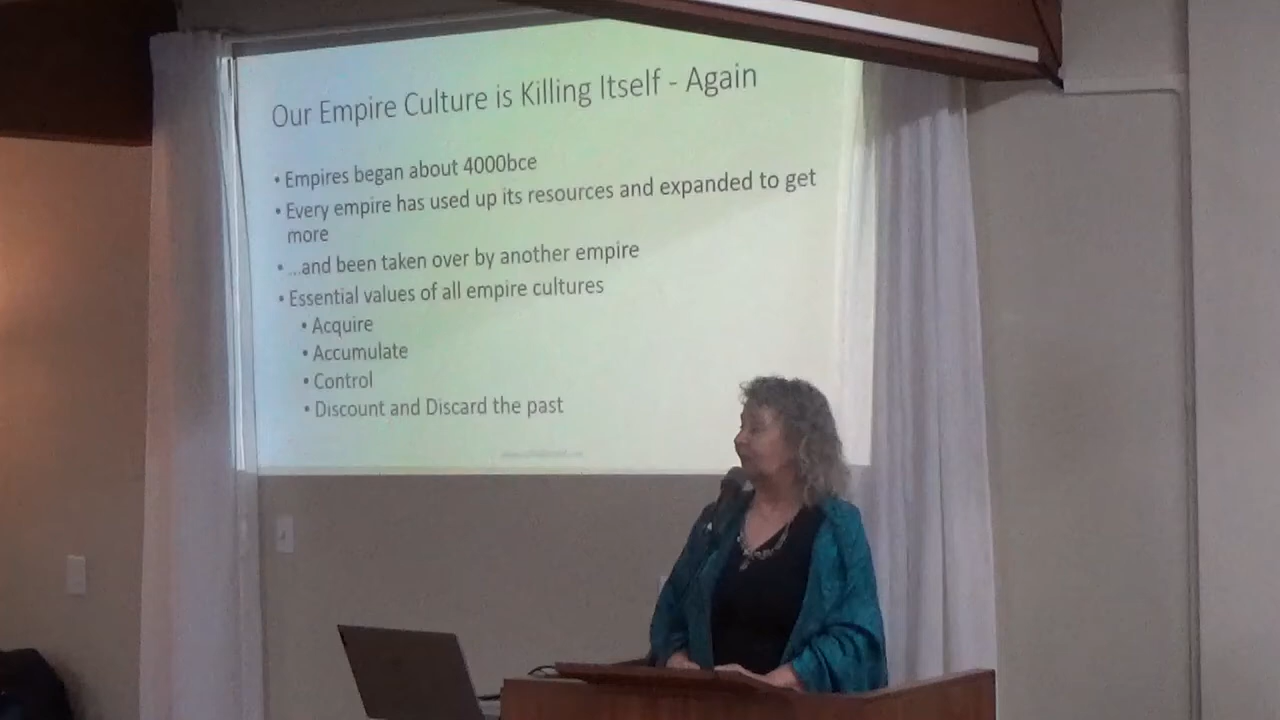 Our Empire Culture is Killing Itself - Again
• Empires began about 4000bce
• Every empire has used up its resources and expanded to get
more
• ...and been taken over by another empire
• Essential values of all empire cultures
• Acquire
• Accumulate
• Control
• Discount and Discard the past